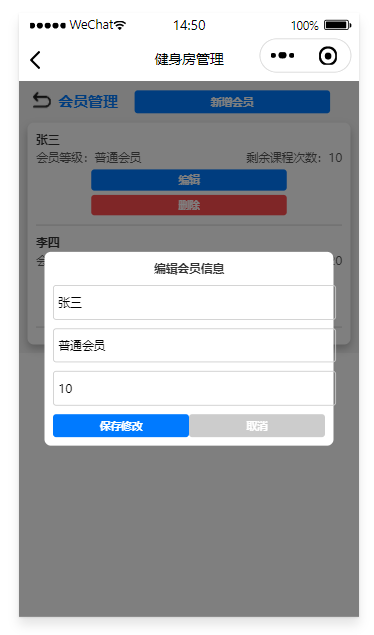 WeChat 14:50 100%
健身房管理
会员管理 新增会员
张三
会员等级：普通会员 剩余课程次数：10
编辑
删除
李四
编辑会员信息
张三
普通会员
10
保存修改 取消